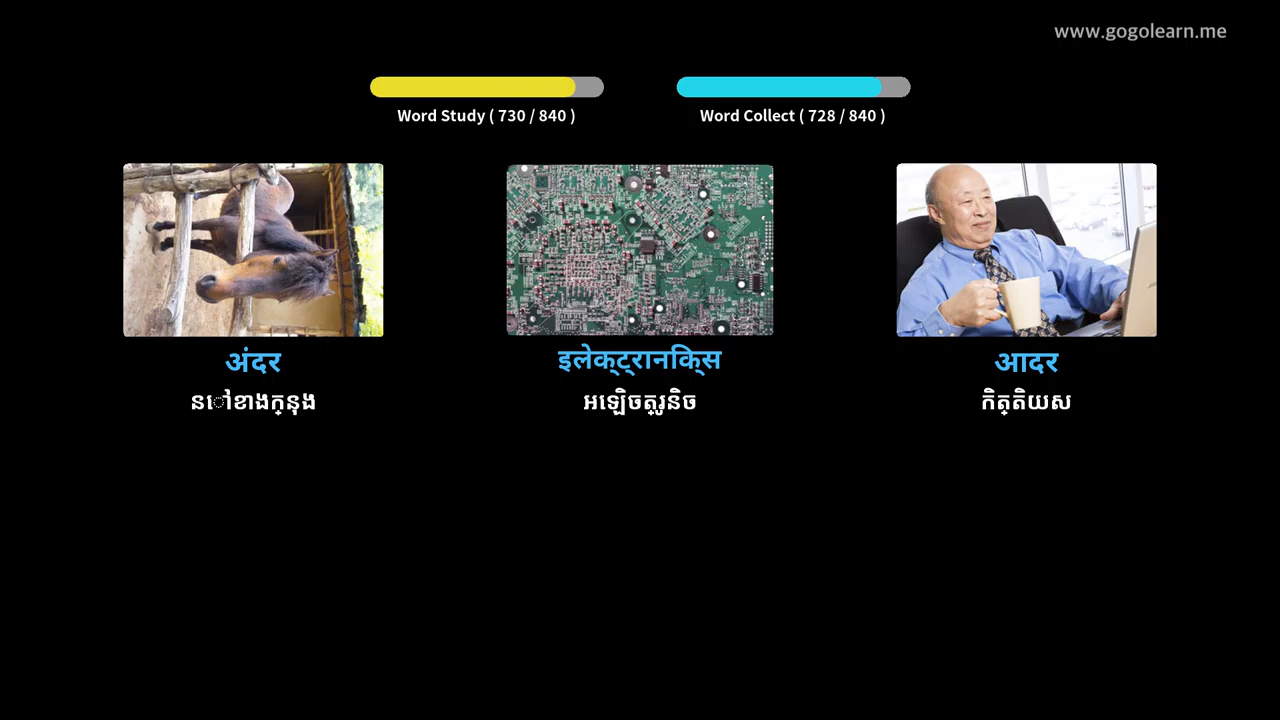 www.gogolearn.me
Word Study ( 730 / 840 )
Word Collect ( 728 / 840 )
अंदर
इलेक्ट्रानिक्स
आदर
នៅខាងក្នុង
អេឡិចត្រូនិច
កិត្តិយស